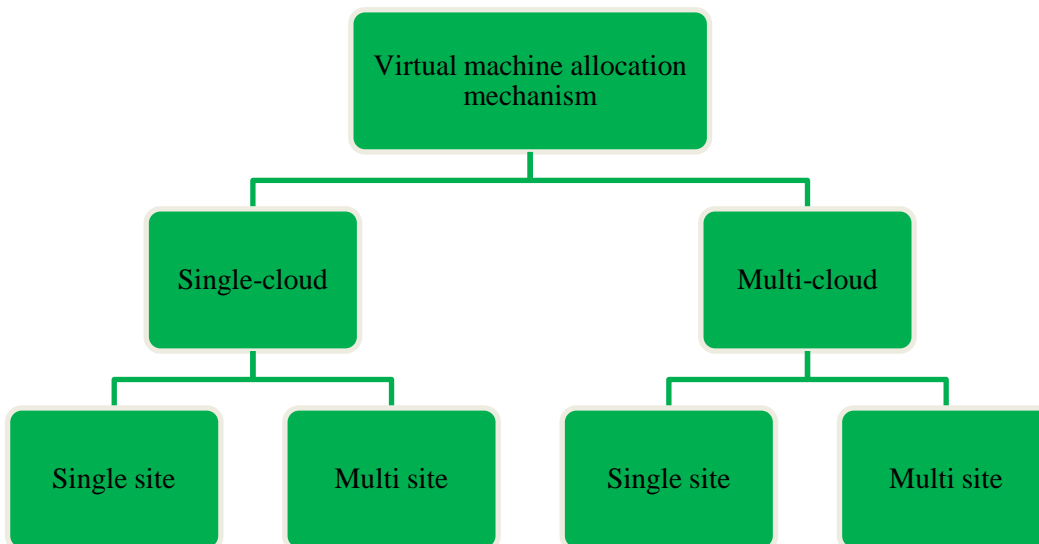 Virtual machine allocation
mechanism
Single-cloud
Multi-cloud
Single site
Multi site
Single site
Multi site